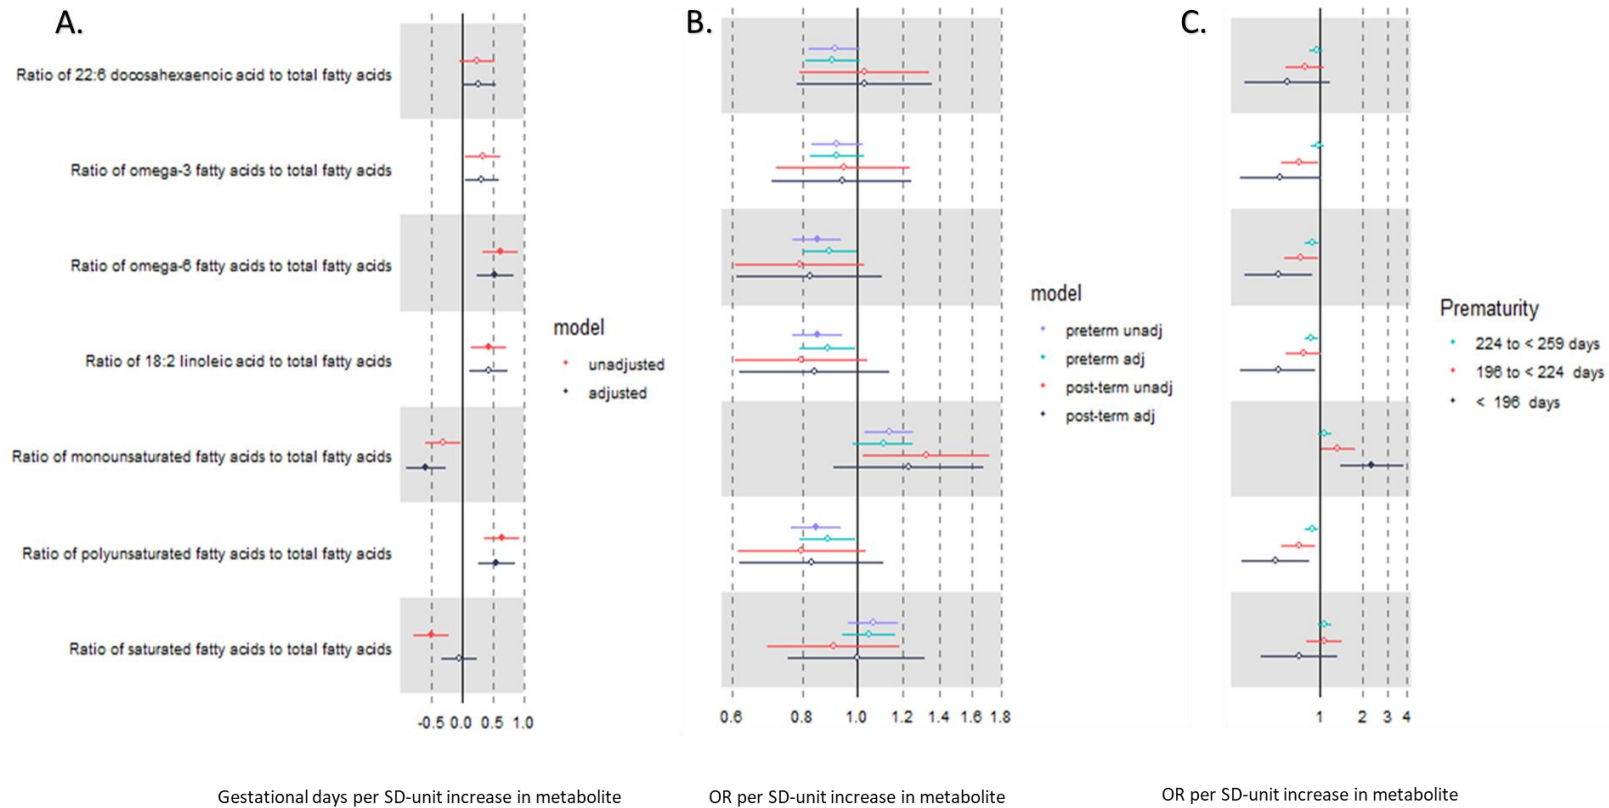 A.
B.
C.
Ratio of 22:6 docosahexaenoic acid to total fatty acids
Ratio of omega-3 fatty acids to total fatty acids
Ratio of omega-6 fatty acids to total fatty acids
Ratio of 18:2 linoleic acid to total fatty acids
Ratio of monounsaturated fatty acids to total fatty acids
Ratio of polyunsaturated fatty acids to total fatty acids
Ratio of saturated fatty acids to total fatty acids
-0.5 0.0 0.5 1.0
model
unadjusted
adjusted
0.6 0.8 1.0 1.2 1.4 1.6 1.8
model
preterm unadj
preterm adj
post-term unadj
post-term adj
1 2 3 4
Prematurity
224 to < 259 days
196 to < 224 days
< 196 days
Gestational days per SD-unit increase in metabolite
OR per SD-unit increase in metabolite
OR per SD-unit increase in metabolite